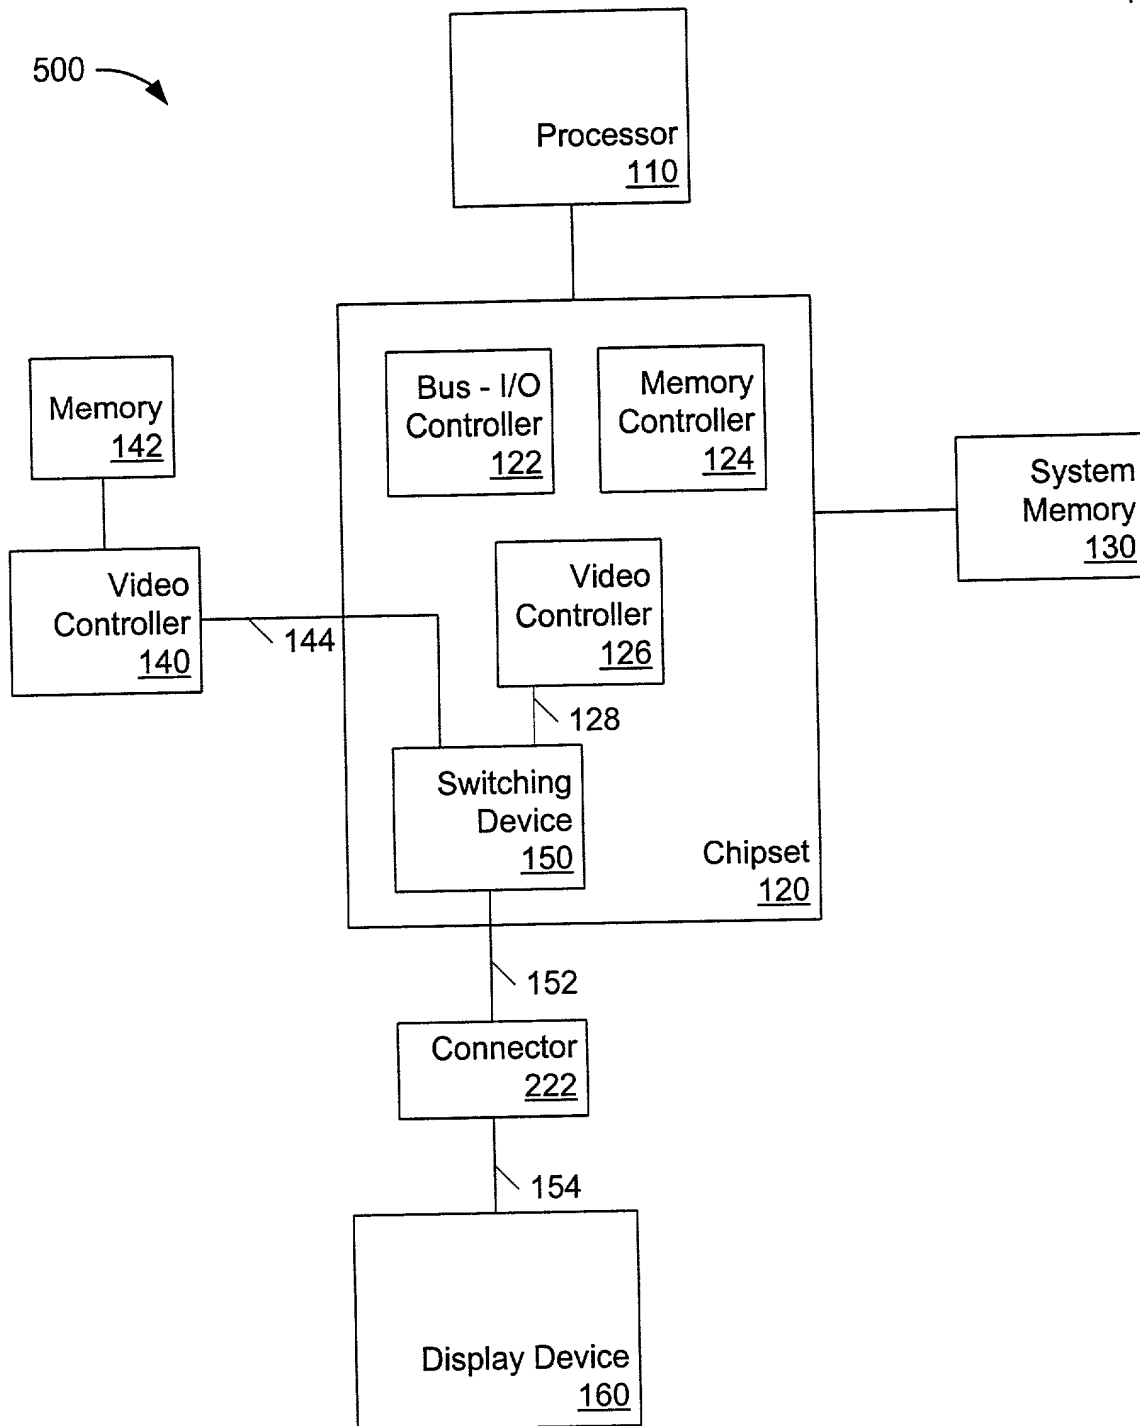 500
Processor
110
Bus - I/O
Controller
122
Memory
Controller
124
Memory
142
System
Memory
130
Video
Controller
140
144
Video
Controller
126
128
Switching
Device
150
Chipset
120
152
Connector
222
154
Display Device
160